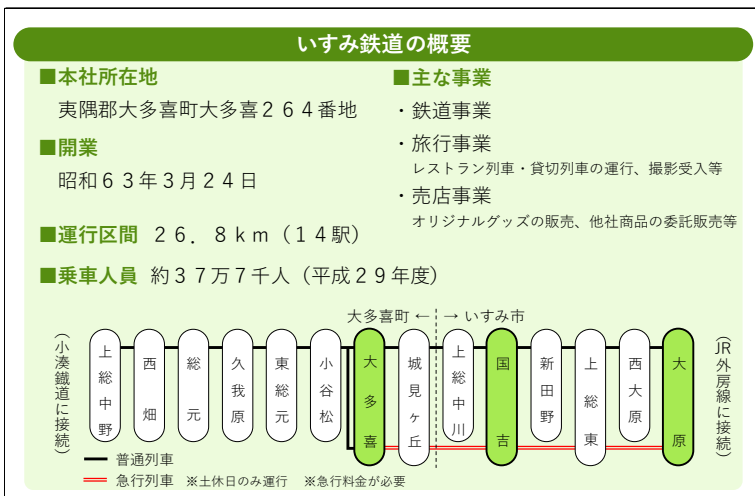 いすみ鉄道の概要
■本社所在地
夷隅郡大多喜町大多喜２６４番地
■開業
昭和６３年３月２４日
■運行区間 ２６．８ｋｍ（１４駅）
■乗車人員 約３７万７千人（平成２９年度）
■主な事業
・鉄道事業
・旅行事業
レストラン列車・貸切列車の運行、撮影受入等
・売店事業
オリジナルグッズの販売、他社商品の委託販売等
大多喜町 ← → いすみ市
（小湊鐵道に接続）
上総中野
西畑
総元
久我原
東総元
小谷松
大多喜
城見ヶ丘
上総中川
国吉
新田野
上総東
西大原
大原
（JR外房線に接続）
普通列車
急行列車 ※土休日のみ運行 ※急行料金が必要